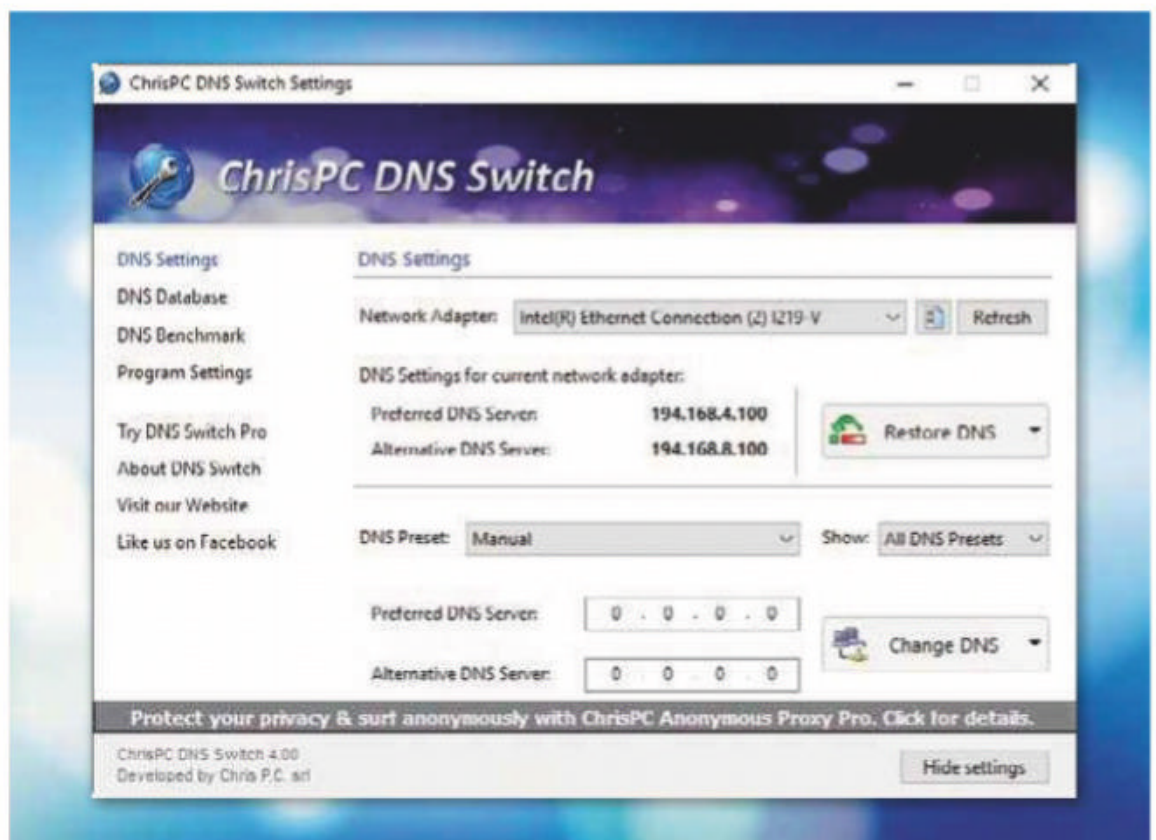 ChrisPC DNS Switch Settings
ChrisPC DNS Switch
DNS Settings
DNS Database
DNS Benchmark
Program Settings
Try DNS Switch Pro
About DNS Switch
Visit our Website
Like us on Facebook
DNS Settings
Network Adapter: Intel(R) Ethernet Connection (2) I219-V Refresh
DNS Settings for current network adapter:
Preferred DNS Server: 194.168.4.100
Alternative DNS Server: 194.168.8.100
Restore DNS
DNS Preset: Manual Show: All DNS Presets
Preferred DNS Server: 0 . 0 . 0 . 0
Alternative DNS Server: 0 . 0 . 0 . 0
Change DNS
Protect your privacy & surf anonymously with ChrisPC Anonymous Proxy Pro. Click for details.
ChrisPC DNS Switch 4.00
Developed by Chris P.C. srl
Hide settings